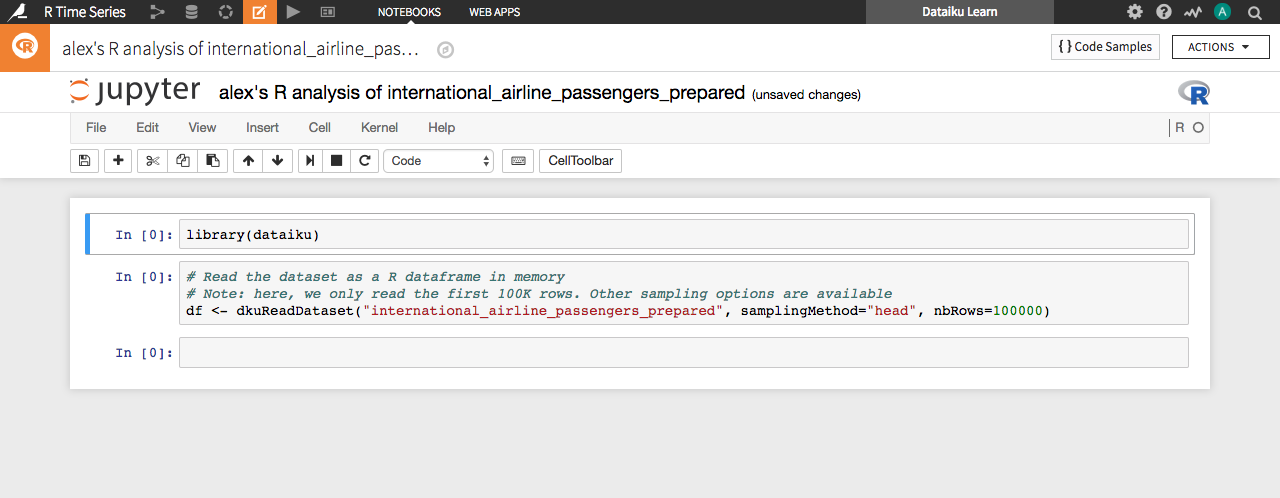 R Time Series NOTEBOOKS WEB APPS Dataiku Learn A
R alex's R analysis of international_airline_pas... { } Code Samples ACTIONS
jupyter alex's R analysis of international_airline_passengers_prepared (unsaved changes) R
File Edit View Insert Cell Kernel Help R
Code CellToolbar
In [0]: library(dataiku)
In [0]: # Read the dataset as a R dataframe in memory
# Note: here, we only read the first 100K rows. Other sampling options are available
df <- dkuReadDataset("international_airline_passengers_prepared", samplingMethod="head", nbRows=100000)
In [0]: